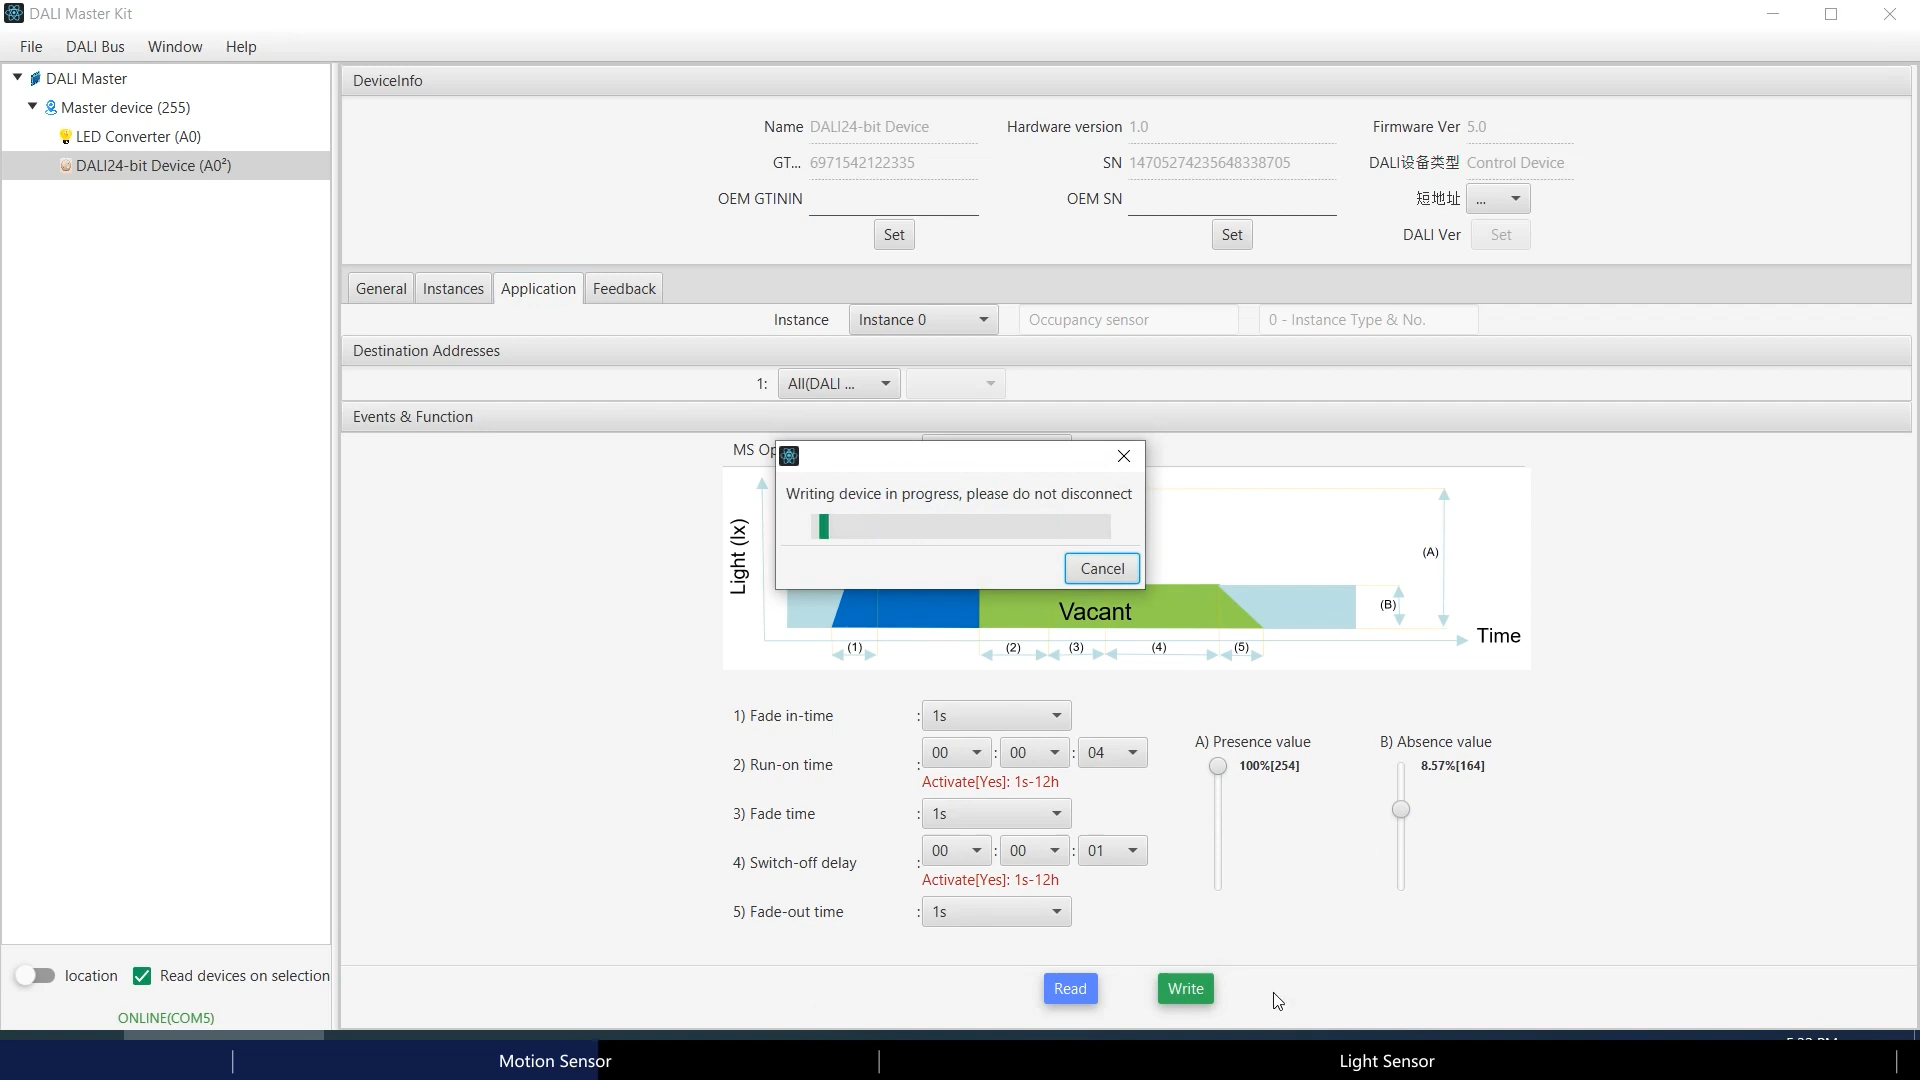 DALI Master Kit
File DALI Bus Window Help
DALI Master
Master device (255)
LED Converter (A0)
DALI24-bit Device (A0²)
DeviceInfo
Name DALI24-bit Device Hardware version 1.0 Firmware Ver 5.0
GT... 6971542122335 SN 14705274235648338705 DALI设备类型 Control Device
OEM GTININ OEM SN 短地址 ...
Set Set DALI Ver Set
General Instances Application Feedback
Instance Instance 0 Occupancy sensor 0 - Instance Type & No.
Destination Addresses
1: All(DALI ...
Events & Function
MS Op
Writing device in progress, please do not disconnect
Cancel
Light (lx)
(A)
Vacant
(B)
Time
(1) (2) (3) (4) (5)
1) Fade in-time : 1s
2) Run-on time : 00 : 00 : 04
Activate[Yes]: 1s-12h
3) Fade time : 1s
4) Switch-off delay : 00 : 00 : 01
Activate[Yes]: 1s-12h
5) Fade-out time : 1s
A) Presence value B) Absence value
100%[254] 8.57%[164]
location Read devices on selection
Read Write
ONLINE(COM5)
Motion Sensor Light Sensor